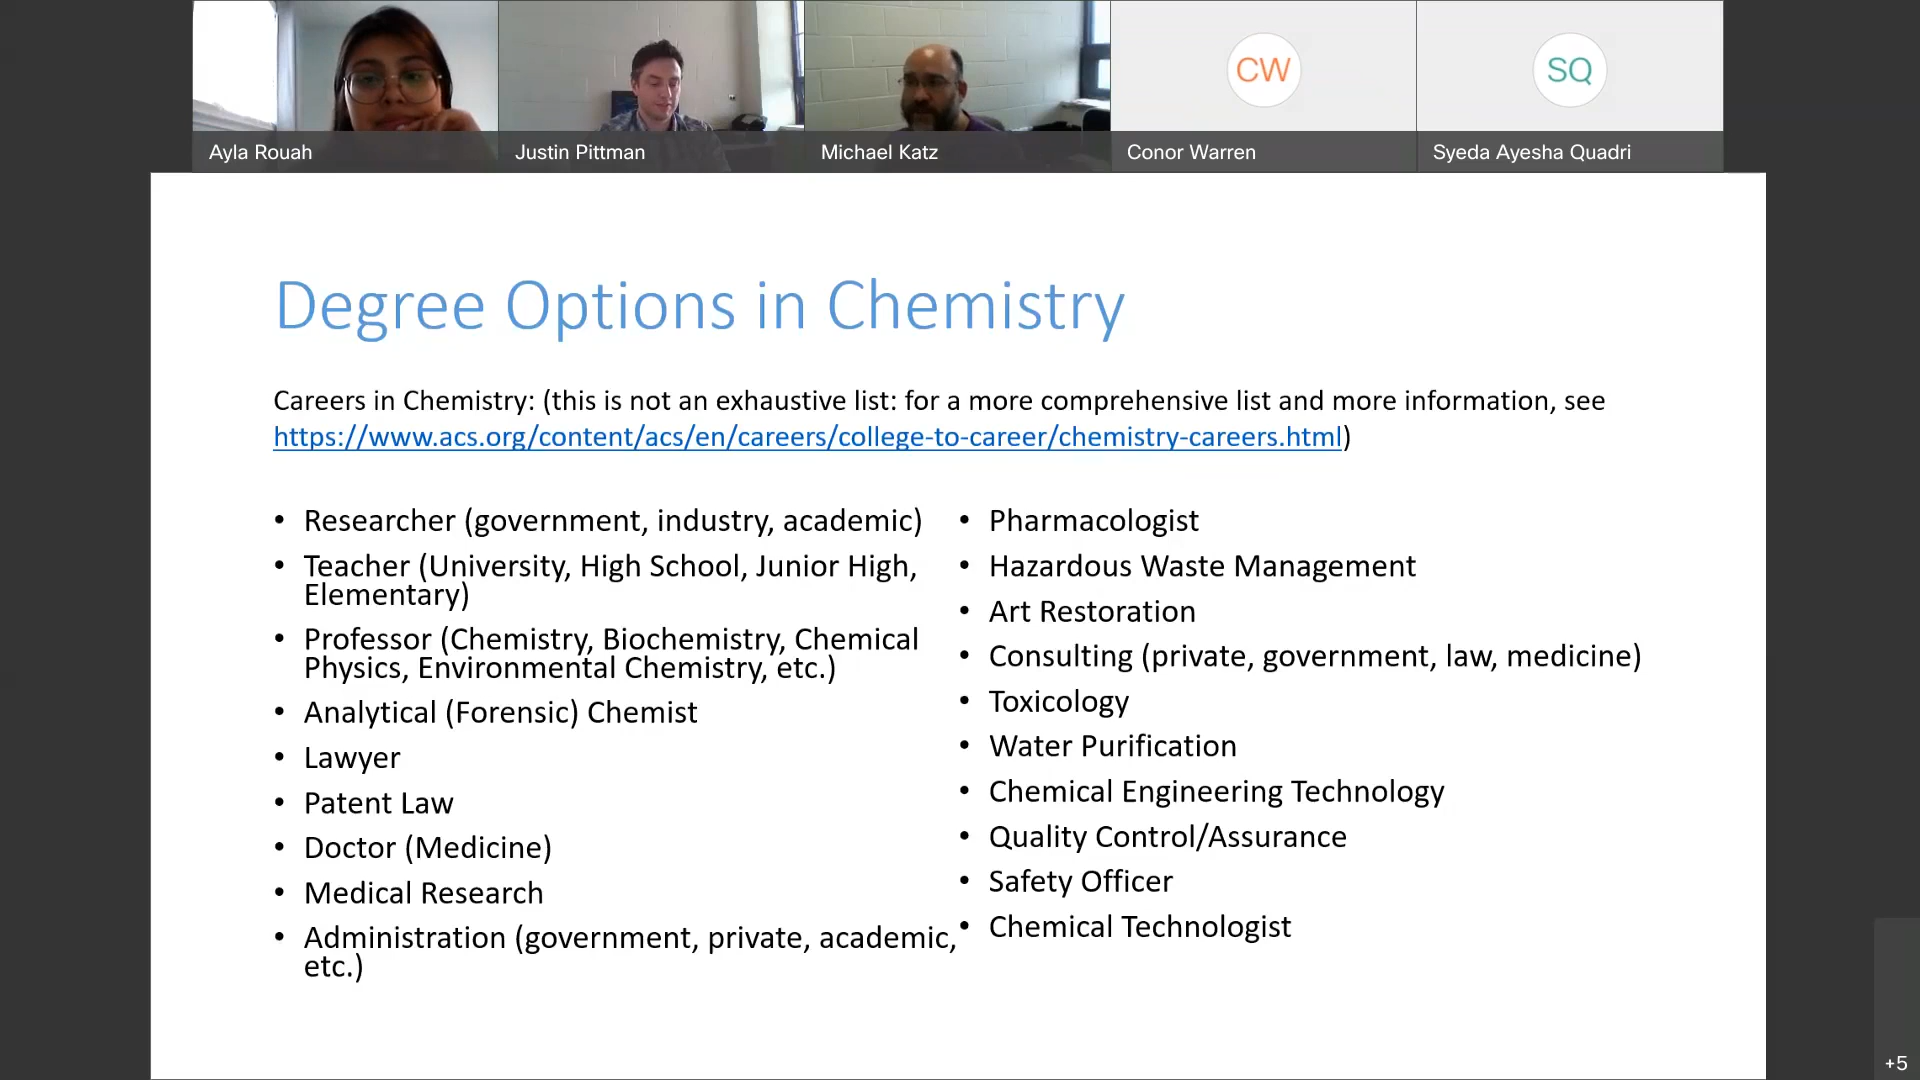 CW
SQ
Ayla Rouah
Justin Pittman
Michael Katz
Conor Warren
Syeda Ayesha Quadri
Degree Options in Chemistry
Careers in Chemistry: (this is not an exhaustive list: for a more comprehensive list and more information, see
https://www.acs.org/content/acs/en/careers/college-to-career/chemistry-careers.html)
• Researcher (government, industry, academic)
• Teacher (University, High School, Junior High,
Elementary)
• Professor (Chemistry, Biochemistry, Chemical
Physics, Environmental Chemistry, etc.)
• Analytical (Forensic) Chemist
• Lawyer
• Patent Law
• Doctor (Medicine)
• Medical Research
• Administration (government, private, academic,
etc.)
• Pharmacologist
• Hazardous Waste Management
• Art Restoration
• Consulting (private, government, law, medicine)
• Toxicology
• Water Purification
• Chemical Engineering Technology
• Quality Control/Assurance
• Safety Officer
• Chemical Technologist
+5